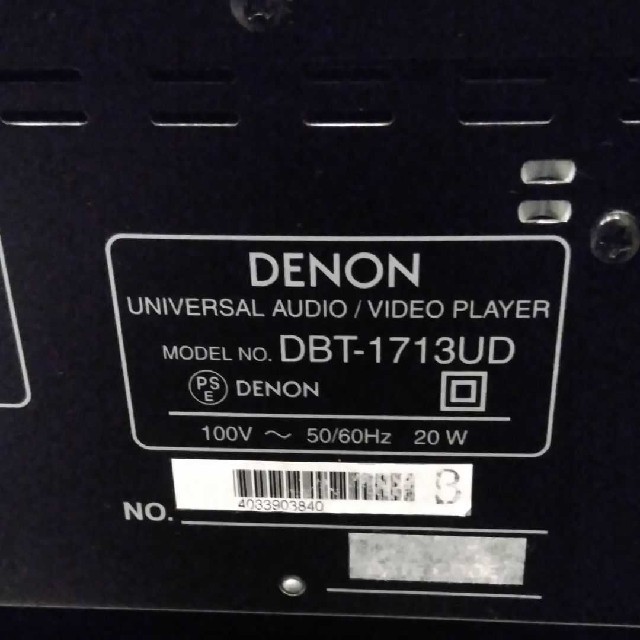 DENON
UNIVERSAL AUDIO / VIDEO PLAYER
MODEL NO. DBT-1713UD
PS E DENON
100V ~ 50/60Hz 20 W
4033903840
NO.